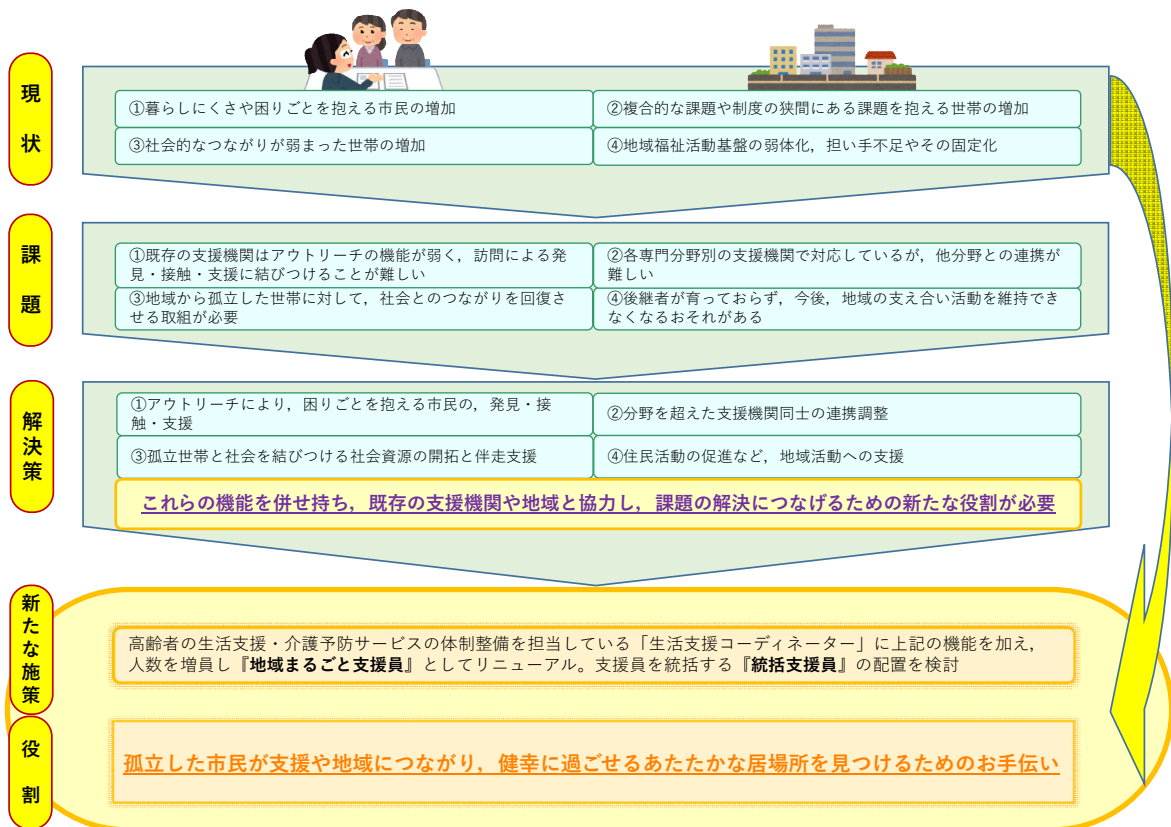 現状
①暮らしにくさや困りごとを抱える市民の増加
②複合的な課題や制度の狭間にある課題を抱える世帯の増加
③社会的なつながりが弱まった世帯の増加
④地域福祉活動基盤の弱体化，担い手不足やその固定化
課題
①既存の支援機関はアウトリーチの機能が弱く，訪問による発
見・接触・支援に結びつけることが難しい
②各専門分野別の支援機関で対応しているが，他分野との連携が
難しい
③地域から孤立した世帯に対して，社会とのつながりを回復さ
せる取組が必要
④後継者が育っておらず，今後，地域の支え合い活動を維持でき
なくなるおそれがある
解決策
①アウトリーチにより，困りごとを抱える市民の，発見・接
触・支援
②分野を超えた支援機関同士の連携調整
③孤立世帯と社会を結びつける社会資源の開拓と伴走支援
④住民活動の促進など，地域活動への支援
これらの機能を併せ持ち，既存の支援機関や地域と協力し，課題の解決につなげるための新たな役割が必要
新たな施策
高齢者の生活支援・介護予防サービスの体制整備を担当している「生活支援コーディネーター」に上記の機能を加え，
人数を増員し『地域まるごと支援員』としてリニューアル。支援員を統括する『統括支援員』の配置を検討
役割
孤立した市民が支援や地域につながり，健幸に過ごせるあたたかな居場所を見つけるためのお手伝い